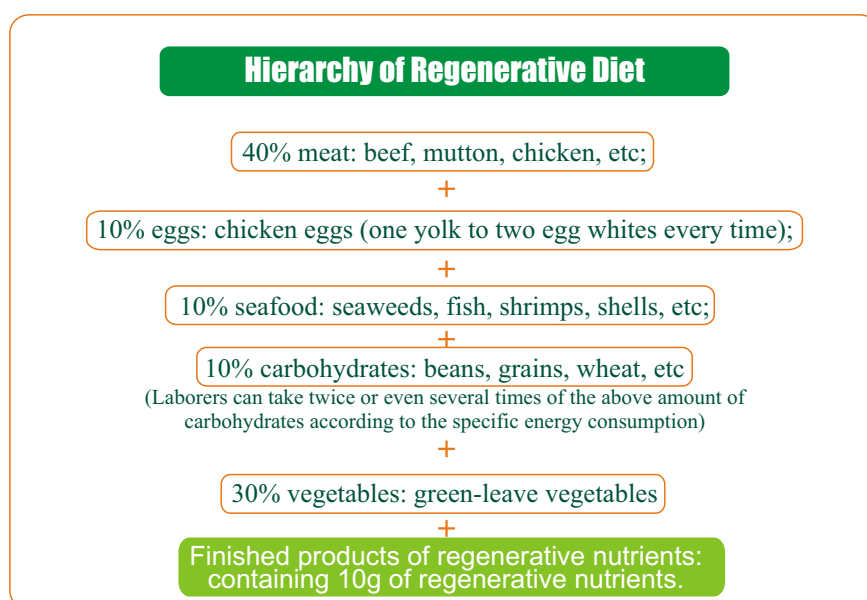 Hierarchy of Regenerative Diet
40% meat: beef, mutton, chicken, etc;
+
10% eggs: chicken eggs (one yolk to two egg whites every time);
+
10% seafood: seaweeds, fish, shrimps, shells, etc;
+
10% carbohydrates: beans, grains, wheat, etc
(Laborers can take twice or even several times of the above amount of
carbohydrates according to the specific energy consumption)
+
30% vegetables: green-leave vegetables
+
Finished products of regenerative nutrients:
containing 10g of regenerative nutrients.